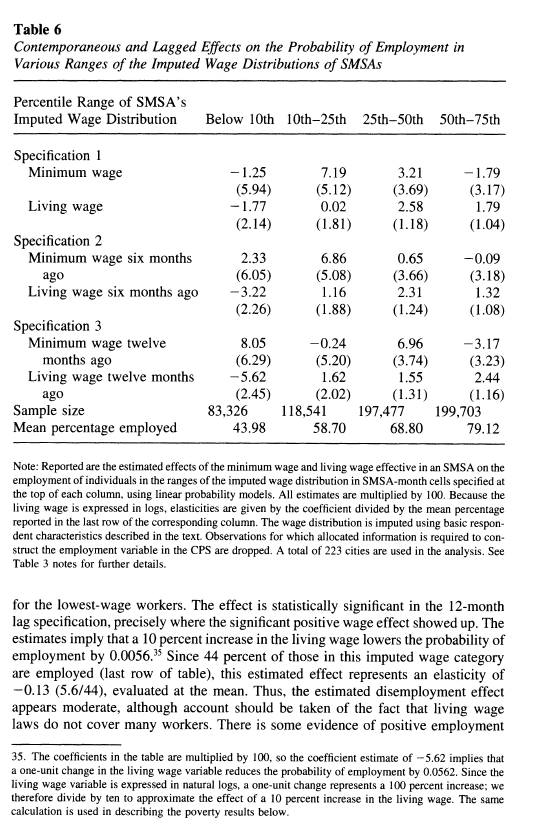 Table 6
Contemporaneous and Lagged Effects on the Probability of Employment in
Various Ranges of the Imputed Wage Distributions of SMSAs
Percentile Range of SMSA's
Imputed Wage Distribution Below 10th 10th–25th 25th–50th 50th–75th
Specification 1
Minimum wage −1.25 7.19 3.21 −1.79
(5.94) (5.12) (3.69) (3.17)
Living wage −1.77 0.02 2.58 1.79
(2.14) (1.81) (1.18) (1.04)
Specification 2
Minimum wage six months 2.33 6.86 0.65 −0.09
ago (6.05) (5.08) (3.66) (3.18)
Living wage six months ago −3.22 1.16 2.31 1.32
(2.26) (1.88) (1.24) (1.08)
Specification 3
Minimum wage twelve 8.05 −0.24 6.96 −3.17
months ago (6.29) (5.20) (3.74) (3.23)
Living wage twelve months −5.62 1.62 1.55 2.44
ago (2.45) (2.02) (1.31) (1.16)
Sample size 83,326 118,541 197,477 199,703
Mean percentage employed 43.98 58.70 68.80 79.12
Note: Reported are the estimated effects of the minimum wage and living wage effective in an SMSA on the
employment of individuals in the ranges of the imputed wage distribution in SMSA-month cells specified at
the top of each column, using linear probability models. All estimates are multiplied by 100. Because the
living wage is expressed in logs, elasticities are given by the coefficient divided by the mean percentage
reported in the last row of the corresponding column. The wage distribution is imputed using basic respon-
dent characteristics described in the text. Observations for which allocated information is required to con-
struct the employment variable in the CPS are dropped. A total of 223 cities are used in the analysis. See
Table 3 notes for further details.
for the lowest-wage workers. The effect is statistically significant in the 12-month
lag specification, precisely where the significant positive wage effect showed up. The
estimates imply that a 10 percent increase in the living wage lowers the probability of
employment by 0.0056.35 Since 44 percent of those in this imputed wage category
are employed (last row of table), this estimated effect represents an elasticity of
−0.13 (5.6/44), evaluated at the mean. Thus, the estimated disemployment effect
appears moderate, although account should be taken of the fact that living wage
laws do not cover many workers. There is some evidence of positive employment
35. The coefficients in the table are multiplied by 100, so the coefficient estimate of −5.62 implies that
a one-unit change in the living wage variable reduces the probability of employment by 0.0562. Since the
living wage variable is expressed in natural logs, a one-unit change represents a 100 percent increase; we
therefore divide by ten to approximate the effect of a 10 percent increase in the living wage. The same
calculation is used in describing the poverty results below.